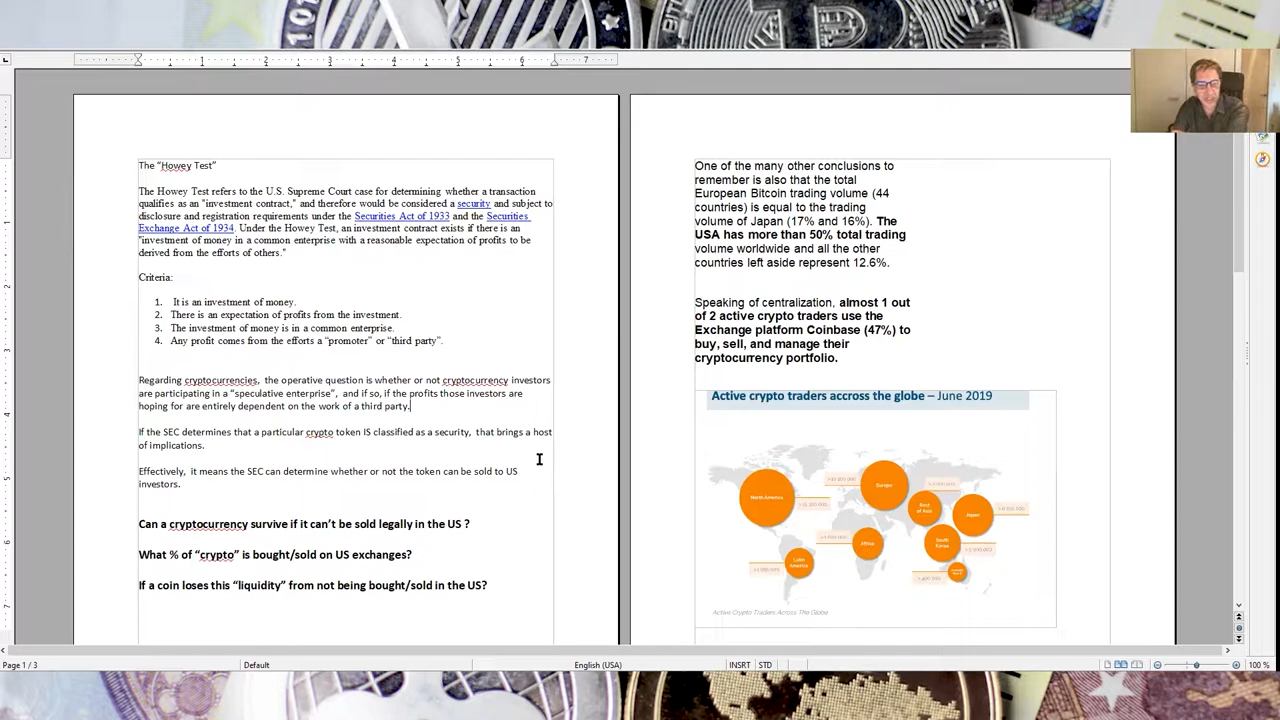 The "Howey Test"
The Howey Test refers to the U.S. Supreme Court case for determining whether a transaction
qualifies as an "investment contract," and therefore would be considered a security and subject to
disclosure and registration requirements under the Securities Act of 1933 and the Securities
Exchange Act of 1934. Under the Howey Test, an investment contract exists if there is an
"investment of money in a common enterprise with a reasonable expectation of profits to be
derived from the efforts of others."
Criteria:
1. It is an investment of money.
2. There is an expectation of profits from the investment.
3. The investment of money is in a common enterprise.
4. Any profit comes from the efforts a “promoter” or “third party”.
Regarding cryptocurrencies, the operative question is whether or not cryptocurrency investors
are participating in a “speculative enterprise”, and if so, if the profits those investors are
hoping for are entirely dependent on the work of a third party.
If the SEC determines that a particular crypto token IS classified as a security, that brings a host
of implications.
Effectively, it means the SEC can determine whether or not the token can be sold to US
investors.
Can a cryptocurrency survive if it can’t be sold legally in the US ?
What % of “crypto” is bought/sold on US exchanges?
If a coin loses this “liquidity” from not being bought/sold in the US?
One of the many other conclusions to
remember is also that the total
European Bitcoin trading volume (44
countries) is equal to the trading
volume of Japan (17% and 16%). The
USA has more than 50% total trading
volume worldwide and all the other
countries left aside represent 12.6%.
Speaking of centralization, almost 1 out
of 2 active crypto traders use the
Exchange platform Coinbase (47%) to
buy, sell, and manage their
cryptocurrency portfolio.
Active crypto traders accross the globe – June 2019
North America
Europe
Rest of Asia
Japan
South Korea
Africa
Latin America
Active Crypto Traders Across The Globe
1 2 3 4 5 6 7
Page 1 / 3
Default
English (USA)
INSRT
STD
100 %